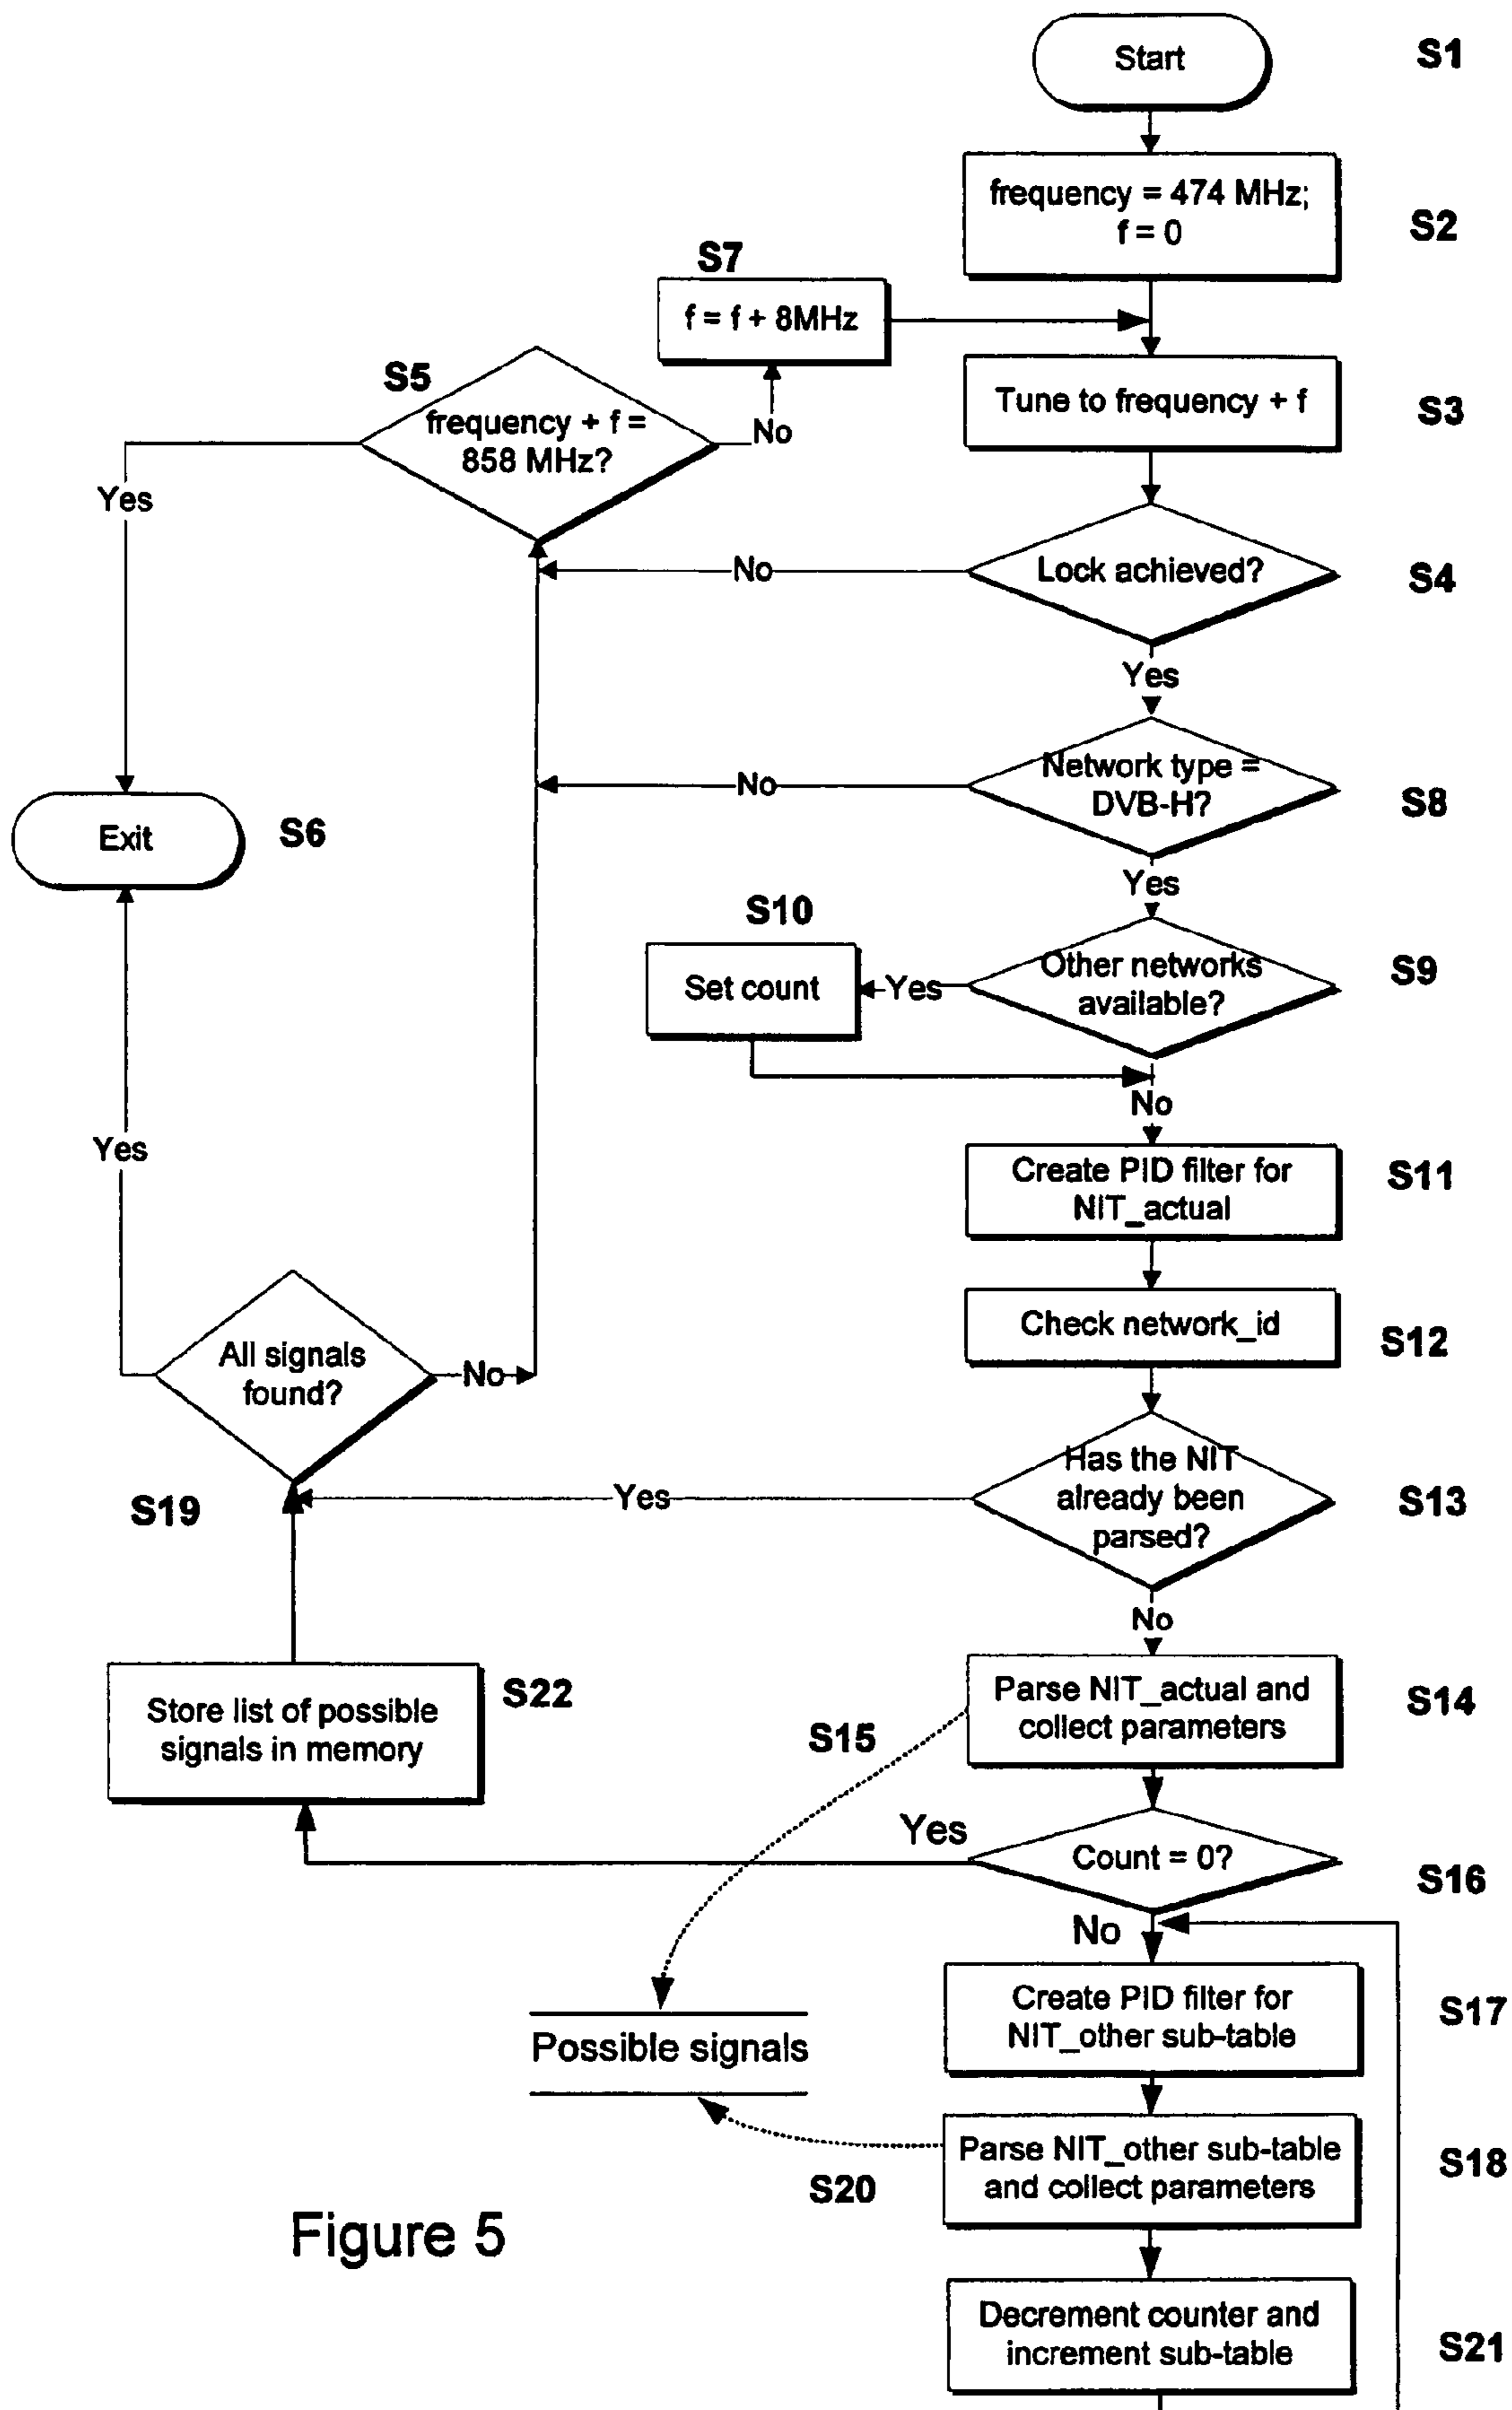 Start
S1
frequency = 474 MHz;
f = 0
S2
S7
f = f + 8MHz
Tune to frequency + f
S3
S5
frequency + f =
858 MHz?
No
Yes
Lock achieved?
No
S4
Yes
Network type =
DVB-H?
No
S8
Yes
Exit
S6
S10
Set count
Yes
Other networks
available?
S9
No
Create PID filter for
NIT_actual
S11
Check network_id
S12
Yes
All signals
found?
No
S19
Has the NIT
already been
parsed?
Yes
S13
No
Parse NIT_actual and
collect parameters
S14
S15
Store list of possible
signals in memory
S22
Yes
Count = 0?
S16
No
Create PID filter for
NIT_other sub-table
S17
Possible signals
Parse NIT_other sub-table
and collect parameters
S18
S20
Decrement counter and
increment sub-table
S21
Figure 5